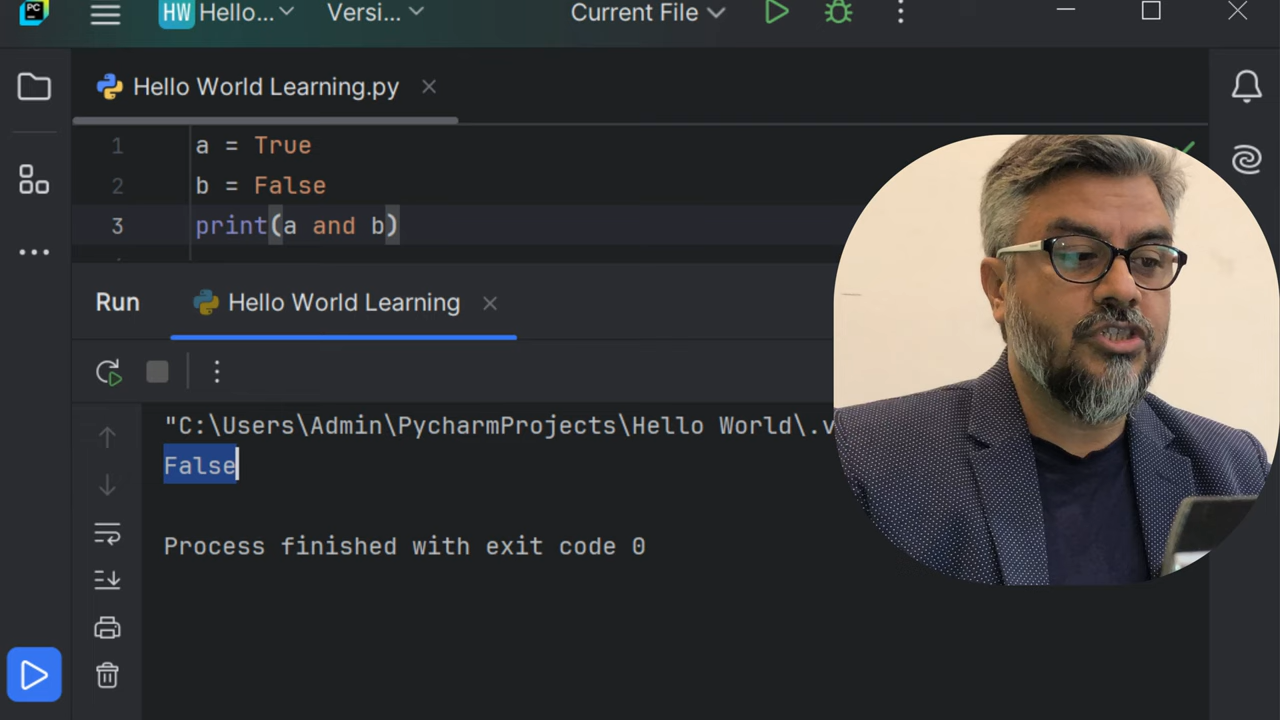 PC
HW Hello... Versi... Current File
Hello World Learning.py
1 a = True
2 b = False
3 print(a and b)
Run Hello World Learning
"C:\Users\Admin\PycharmProjects\Hello World\.v
False
Process finished with exit code 0